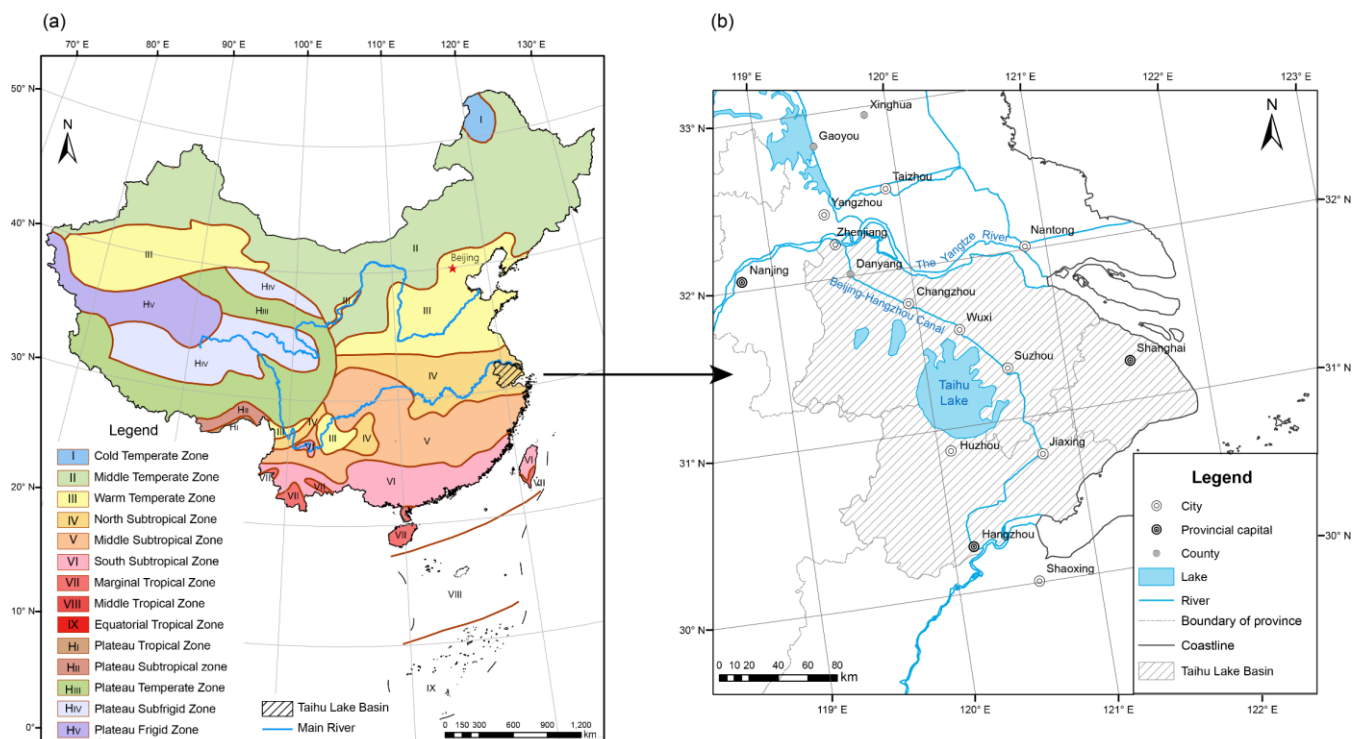 (a)
70° E
80° E
90° E
100° E
110° E
120° E
130° E
50° N
40° N
30° N
20° N
10° N
0°
N
I
II
III
Beijing
HIV
HIII
HV
III
III
HIV
IV
HII
HI
III
IV
III
IV
V
VI
VI
VII
VII
VII
VII
VII
VIII
IX
Legend
I Cold Temperate Zone
II Middle Temperate Zone
III Warm Temperate Zone
IV North Subtropical Zone
V Middle Subtropical Zone
VI South Subtropical Zone
VII Marginal Tropical Zone
VIII Middle Tropical Zone
IX Equatorial Tropical Zone
HI Plateau Tropical Zone
HII Plateau Subtropical zone
HIII Plateau Temperate Zone
HIV Plateau Subfrigid Zone
HV Plateau Frigid Zone
Taihu Lake Basin
Main River
0 150 300 600 900 1,200
km
(b)
119° E
120° E
121° E
122° E
123° E
33° N
32° N
31° N
30° N
32° N
31° N
30° N
119° E
120° E
121° E
122° E
N
Xinghua
Gaoyou
Taizhou
Yangzhou
Zhenjiang
Nantong
The Yangtze River
Danyang
Nanjing
Changzhou
Beijing-Hangzhou Canal
Wuxi
Suzhou
Shanghai
Taihu
Lake
Huzhou
Jiaxing
Hangzhou
Shaoxing
0 10 20 40 60 80
km
Legend
City
Provincial capital
County
Lake
River
Boundary of province
Coastline
Taihu Lake Basin